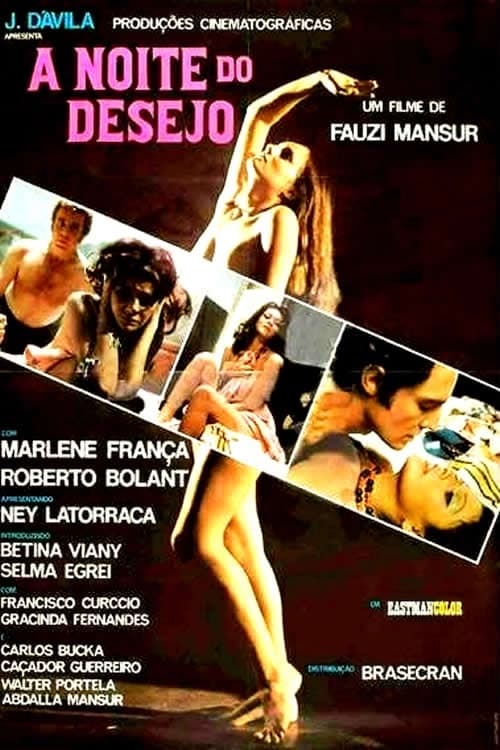 J. DÁVILA PRODUÇÕES CINEMATOGRÁFICAS
APRESENTA
A NOITE DO
DESEJO
UM FILME DE
FAUZI MANSUR
COM
MARLENE FRANÇA
ROBERTO BOLANT
APRESENTANDO
NEY LATORRACA
INTRODUZINDO
BETINA VIANY
SELMA EGREI
COM
FRANCISCO CURCCIO
GRACINDA FERNANDES
E
CARLOS BUCKA
CAÇADOR GUERREIRO
WALTER PORTELA
ABDALLA MANSUR
EM EASTMANCOLOR
DISTRIBUIÇÃO BRASECRAN